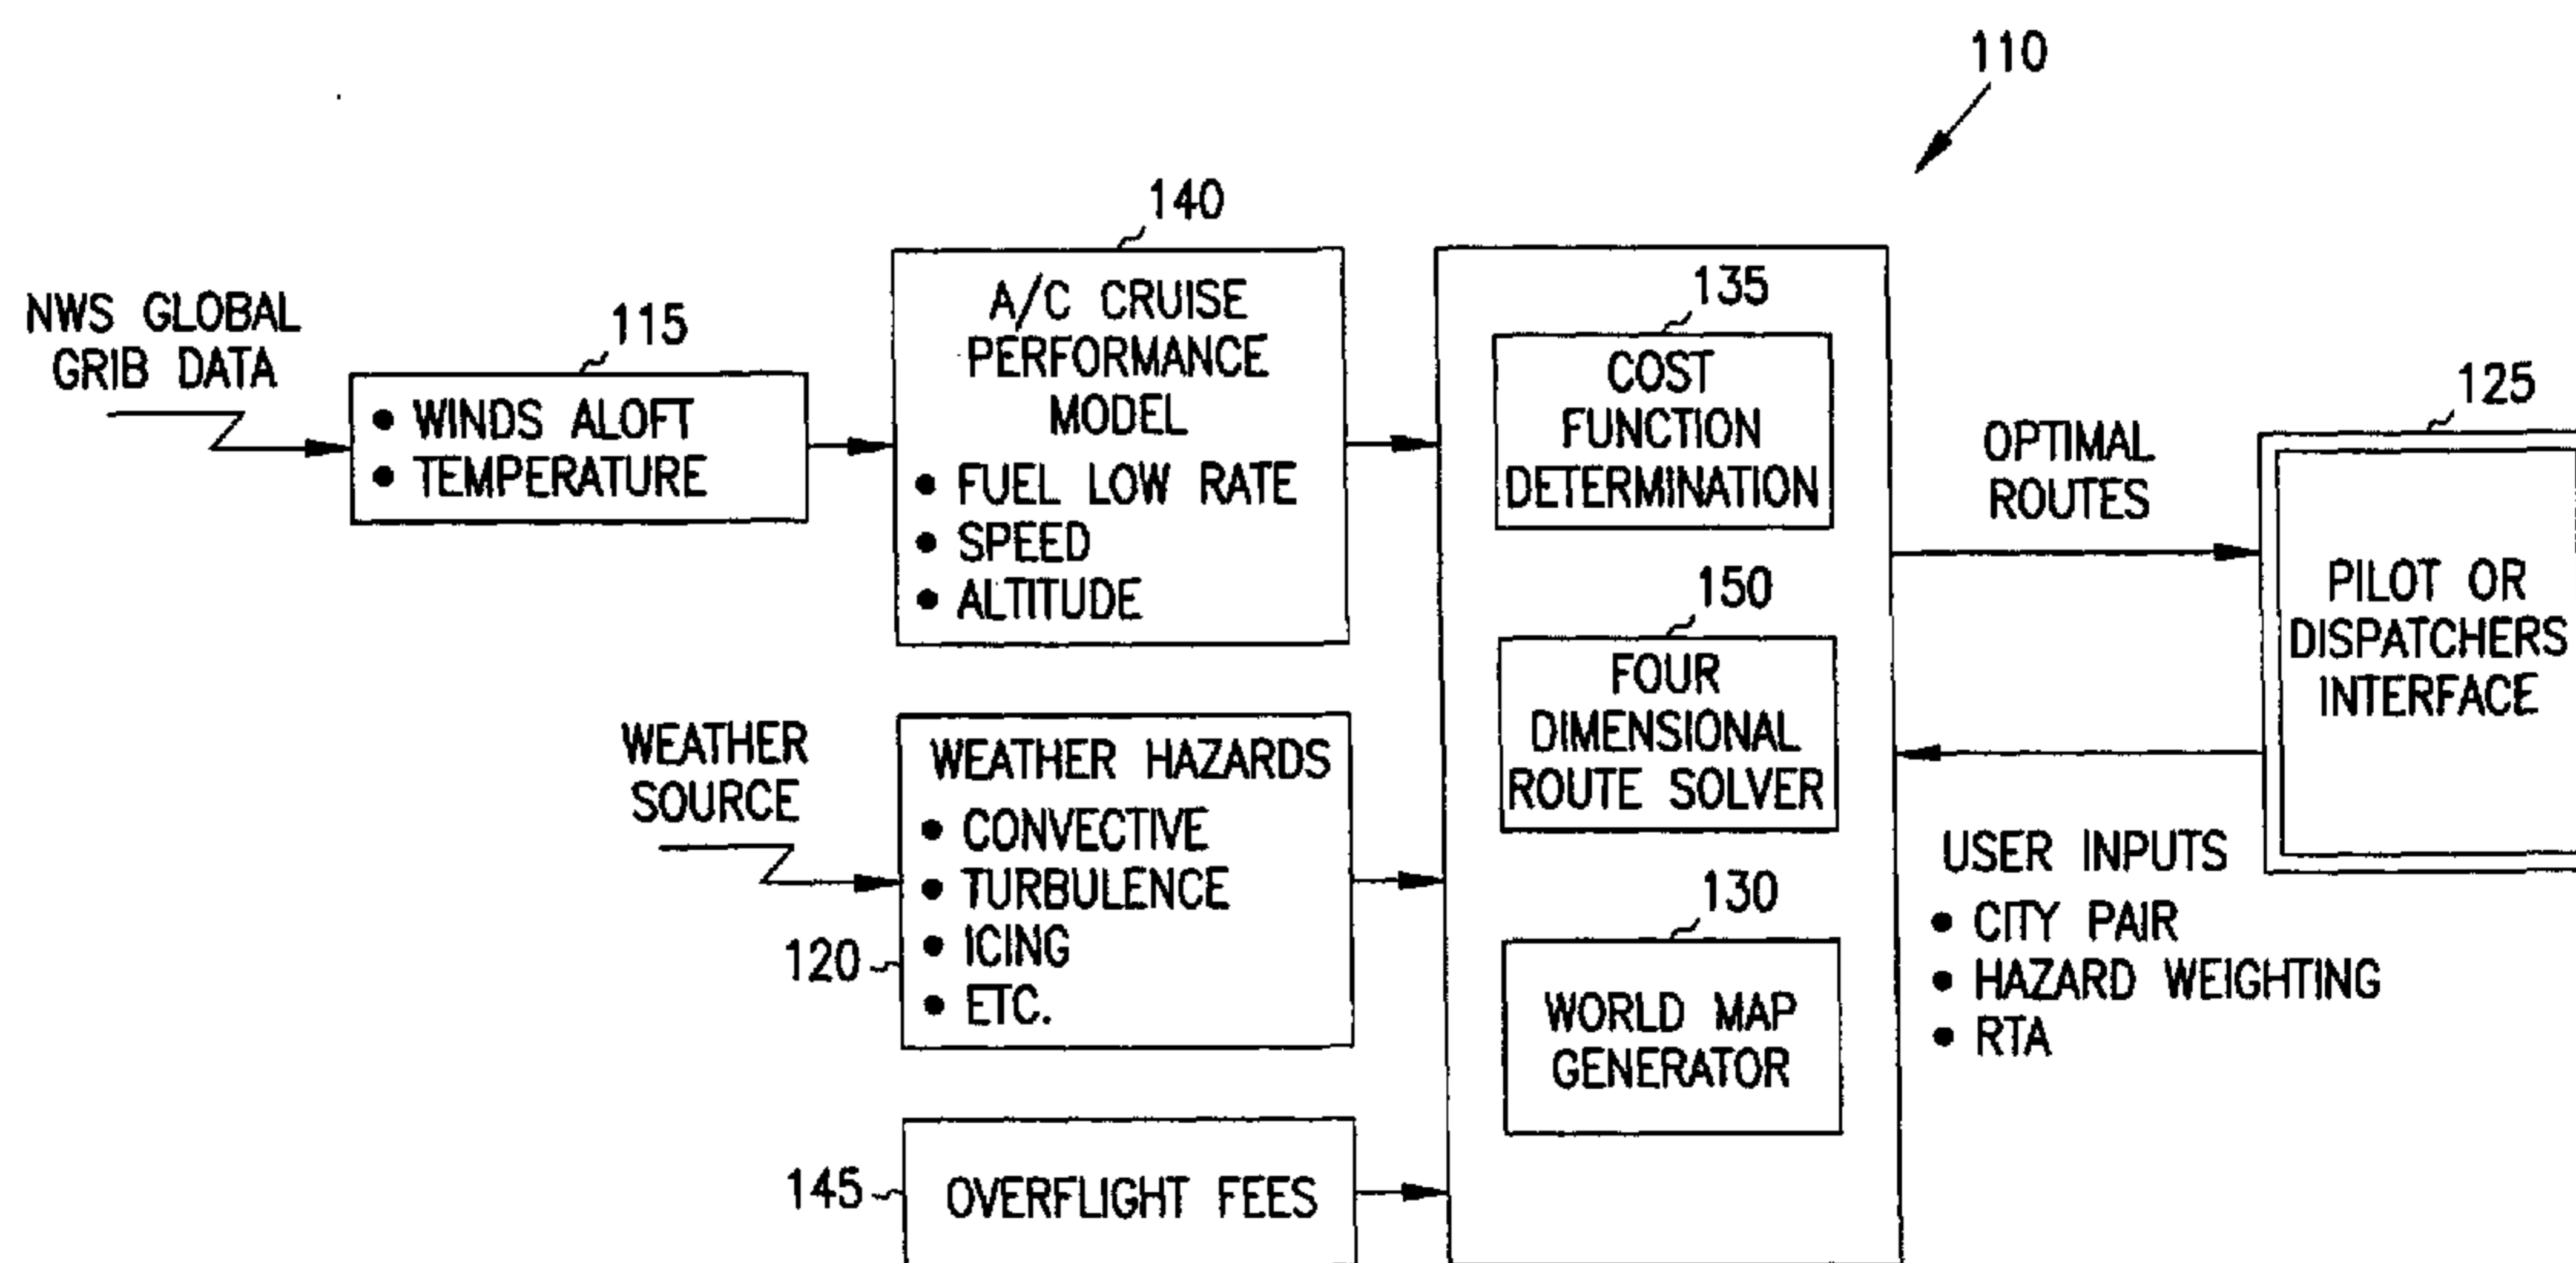 110
140
A/C CRUISE
PERFORMANCE
MODEL
• FUEL LOW RATE
• SPEED
• ALTITUDE
NWS GLOBAL
GRIB DATA
115
• WINDS ALOFT
• TEMPERATURE
135
COST
FUNCTION
DETERMINATION
150
FOUR
DIMENSIONAL
ROUTE SOLVER
130
WORLD MAP
GENERATOR
OPTIMAL
ROUTES
125
PILOT OR
DISPATCHERS
INTERFACE
WEATHER
SOURCE
WEATHER HAZARDS
• CONVECTIVE
• TURBULENCE
• ICING
• ETC.
120
USER INPUTS
• CITY PAIR
• HAZARD WEIGHTING
• RTA
145
OVERFLIGHT FEES